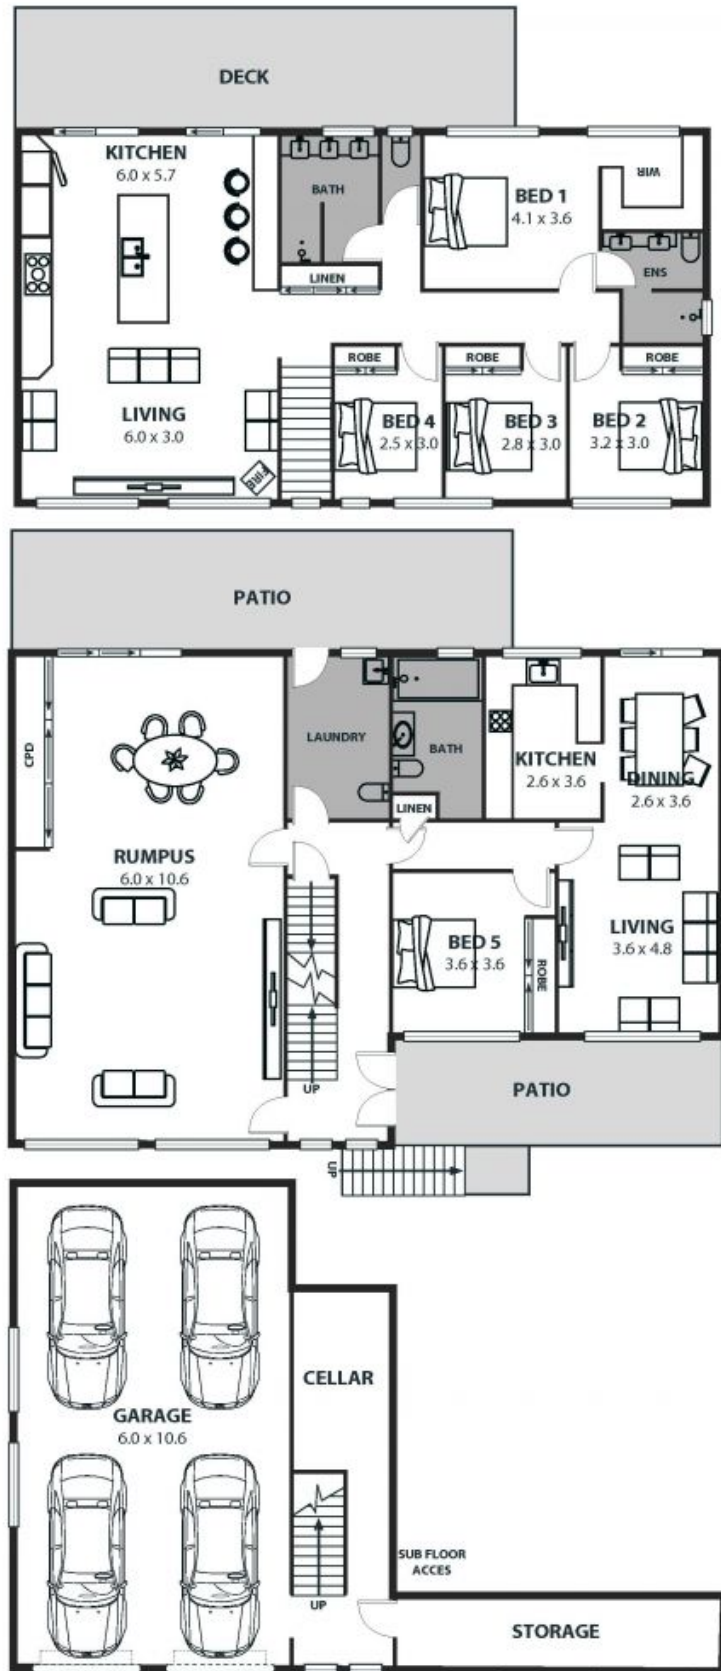 DECK
KITCHEN
6.0 x 5.7
BATH
BED 1
4.1 x 3.6
WIR
ENS
LINEN
ROBE
ROBE
ROBE
LIVING
6.0 x 3.0
FIRE
BED 4
2.5 x 3.0
BED 3
2.8 x 3.0
BED 2
3.2 x 3.0
PATIO
CPD
LAUNDRY
BATH
KITCHEN
2.6 x 3.6
DINING
2.6 x 3.6
LINEN
RUMPUS
6.0 x 10.6
BED 5
3.6 x 3.6
ROBE
LIVING
3.6 x 4.8
UP
PATIO
UP
CELLAR
GARAGE
6.0 x 10.6
SUB FLOOR
ACCES
UP
STORAGE